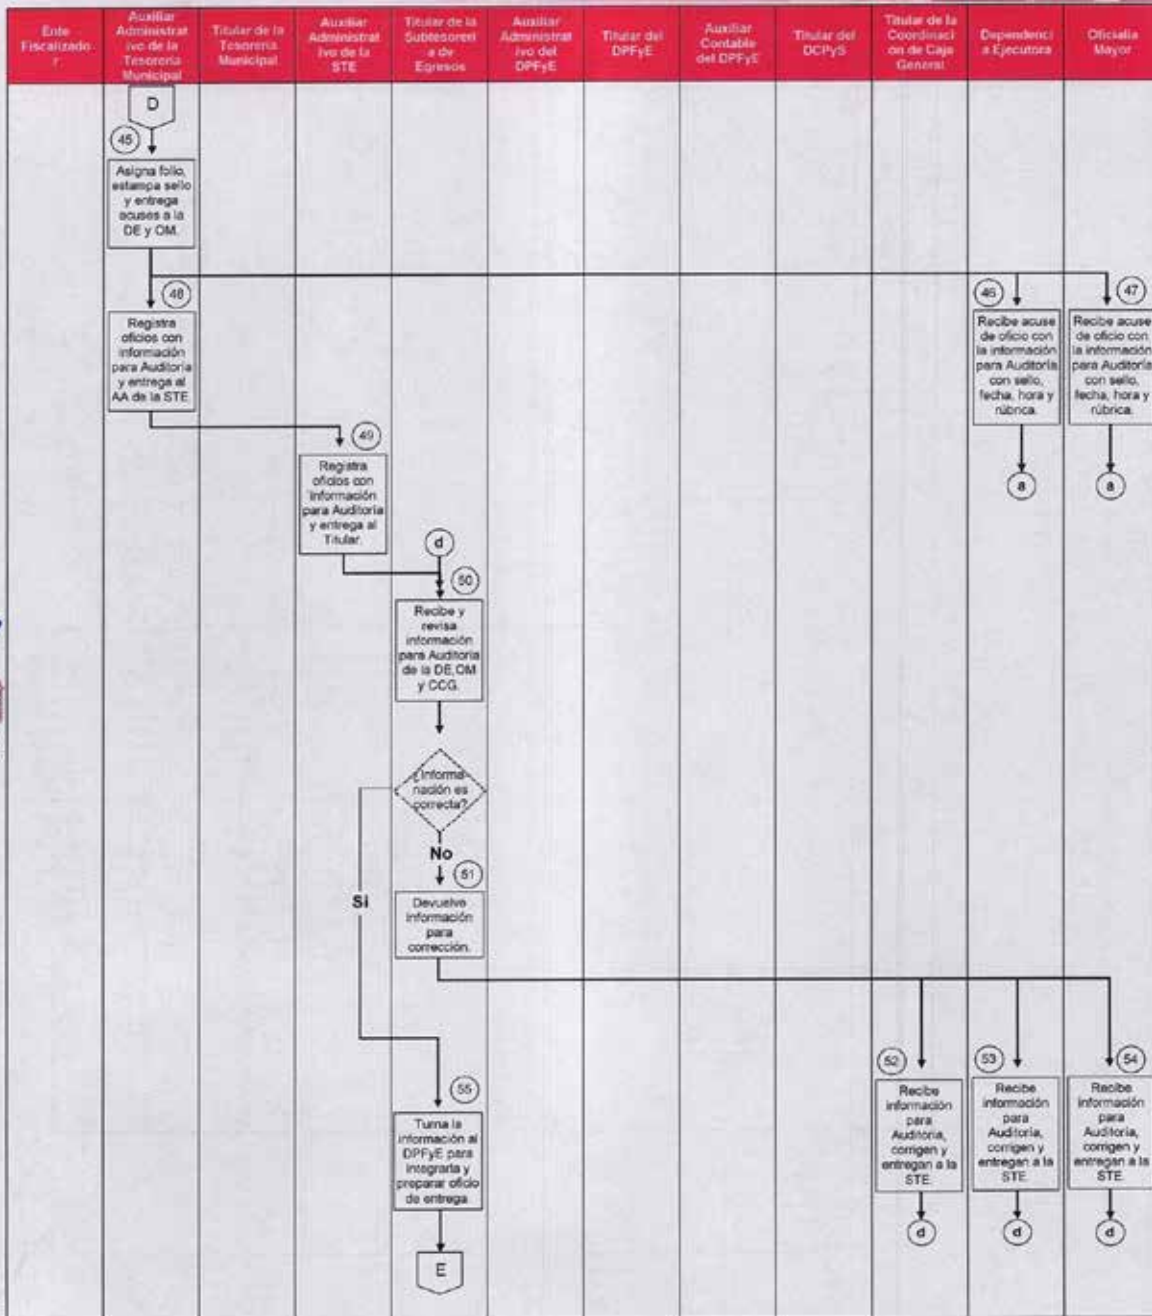 Ente
Fiscalizado
r
Auxiliar
Administrat
ivo de la
Tesorería
Municipal
Titular de la
Tesorería
Municipal
Auxiliar
Administrat
ivo de la
STE
Titular de la
Subtesorerí
a de
Egresos
Auxiliar
Administrat
ivo del
DPFyE
Titular del
DPFyE
Auxiliar
Contable
del DPFyE
Titular del
DCPyS
Titular de la
Coordinaci
ón de Caja
General
Dependenci
a Ejecutora
Oficialía
Mayor
D
45
Asigna folio,
estampa sello
y entrega
acuses a la
DE y OM.
48
Registra
oficios con
información
para Auditoría
y entrega al
AA de la STE
46
Recibe acuse
de oficio con
la información
para Auditoría
con sello,
fecha, hora y
rúbrica.
a
47
Recibe acuse
de oficio con
la información
para Auditoría
con sello,
fecha, hora y
rúbrica.
a
49
Registra
oficios con
información
para Auditoría
y entrega al
Titular.
d
50
Recibe y
revisa
información
para Auditoría
de la DE, OM
y CCG.
¿Informa-
nación es
correcta?
No
Si
51
Devuelve
información
para
corrección.
52
Recibe
información
para
Auditoría,
corrigen y
entregan a la
STE.
d
53
Recibe
información
para
Auditoría,
corrigen y
entregan a la
STE.
d
54
Recibe
información
para
Auditoría,
corrigen y
entregan a la
STE.
d
55
Turna la
información al
DPFyE para
integrarla y
preparar oficio
de entrega
E